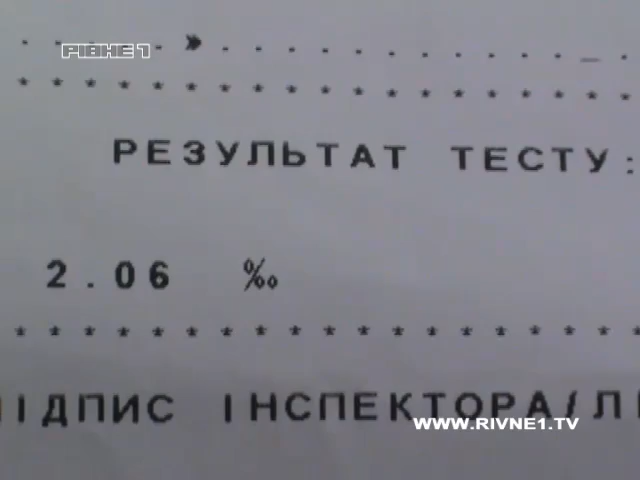 РІВНЕ 1
РЕЗУЛЬТАТ ТЕСТУ:
2.06 ‰
ПІДПИС ІНСПЕКТОРА/Л
WWW.RIVNE1.TV